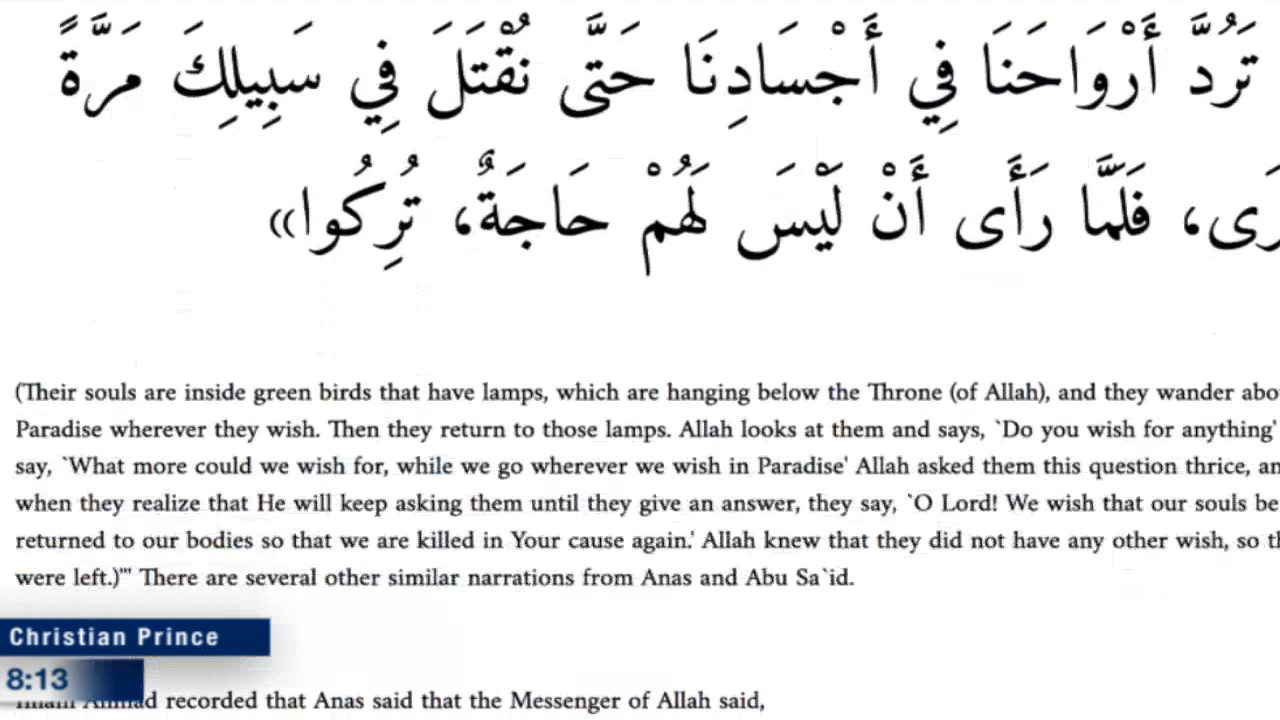 تَرُدَّ أَرْوَاحَنَا فِي أَجْسَادِنَا حَتَّى نُقْتَلَ فِي سَبِيلِكَ مَرَّةً
فَلَمَّا رَأَى أَنْ لَيْسَ لَهُمْ حَاجَةٌ، تُرِكُوا»
(Their souls are inside green birds that have lamps, which are hanging below the Throne (of Allah), and they wander abo
Paradise wherever they wish. Then they return to those lamps. Allah looks at them and says, `Do you wish for anything'
say, `What more could we wish for, while we go wherever we wish in Paradise' Allah asked them this question thrice, an
when they realize that He will keep asking them until they give an answer, they say, `O Lord! We wish that our souls be
returned to our bodies so that we are killed in Your cause again.' Allah knew that they did not have any other wish, so th
were left.)"' There are several other similar narrations from Anas and Abu Sa`id.
Christian Prince
8:13
recorded that Anas said that the Messenger of Allah said,